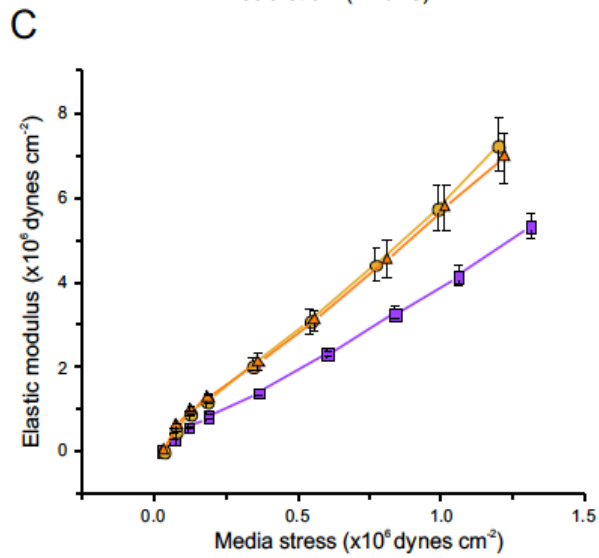 C
8
6
4
2
0
Elastic modulus (x10⁶ dynes cm⁻²)
0.0 0.5 1.0 1.5
Media stress (x10⁶ dynes cm⁻²)